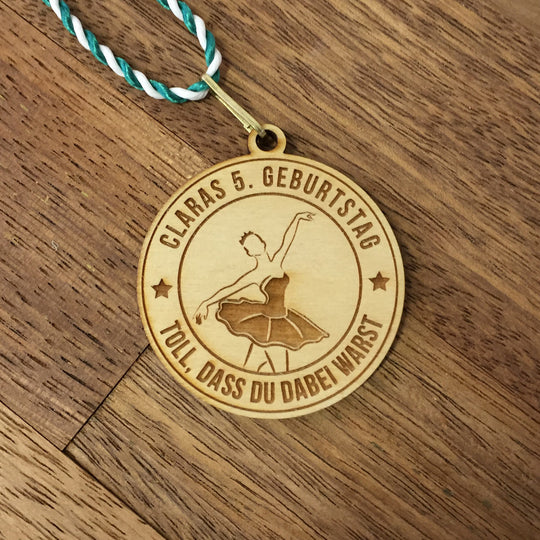 CLARAS 5. GEBURTSTAG
TOLL, DASS DU DABEI WARST